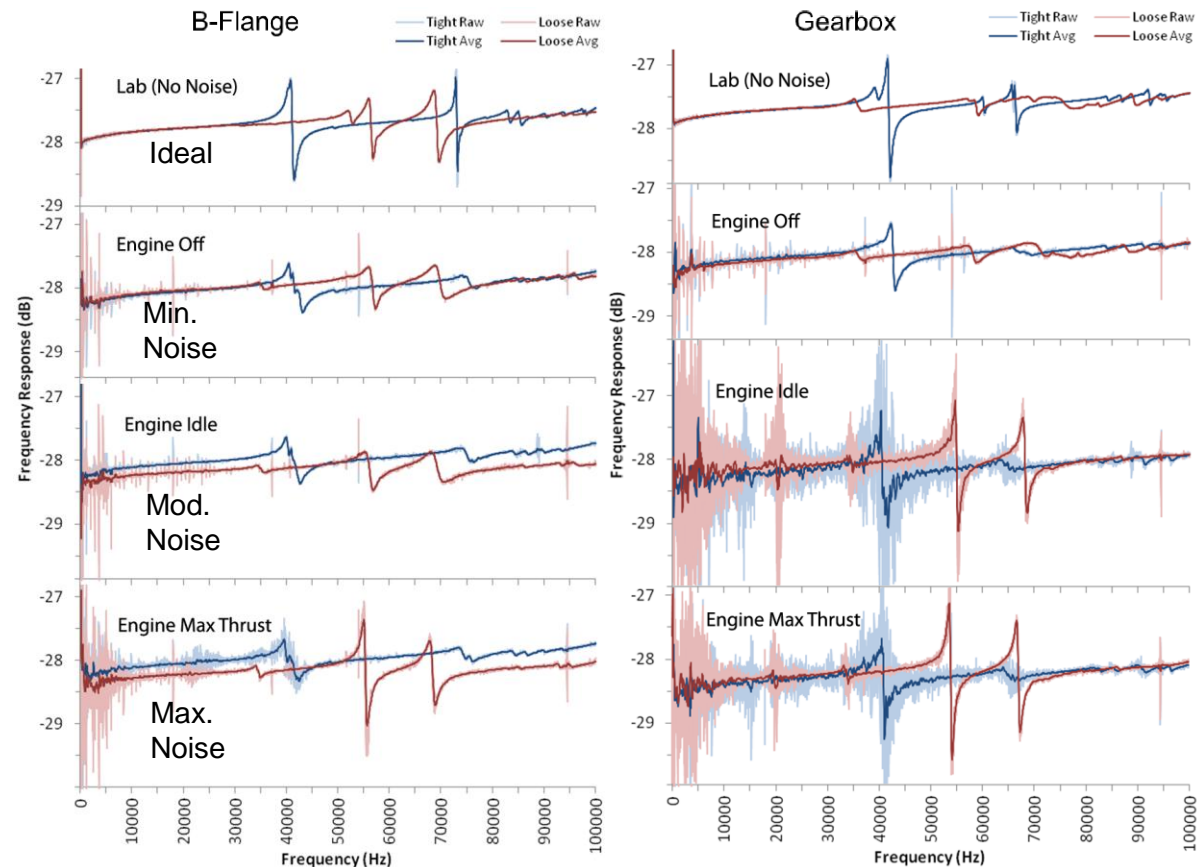 B-Flange
Tight Raw
Loose Raw
Tight Avg
Loose Avg
Lab (No Noise)
Ideal
-27
-28
-29
Engine Off
Min.
Noise
-28
-29
Engine Idle
Mod.
Noise
-27
-28
-29
Engine Max Thrust
Max.
Noise
-27
-28
-29
Frequency Response (dB)
0
10000
20000
30000
40000
50000
60000
70000
80000
90000
100000
Frequency (Hz)
Gearbox
Tight Raw
Loose Raw
Tight Avg
Loose Avg
Lab (No Noise)
-27
-28
Engine Off
-27
-28
-29
Engine Idle
-27
-28
-29
Engine Max Thrust
-27
-28
-29
Frequency Response (dB)
0
10000
20000
30000
40000
50000
60000
70000
80000
90000
100000
Frequency (Hz)